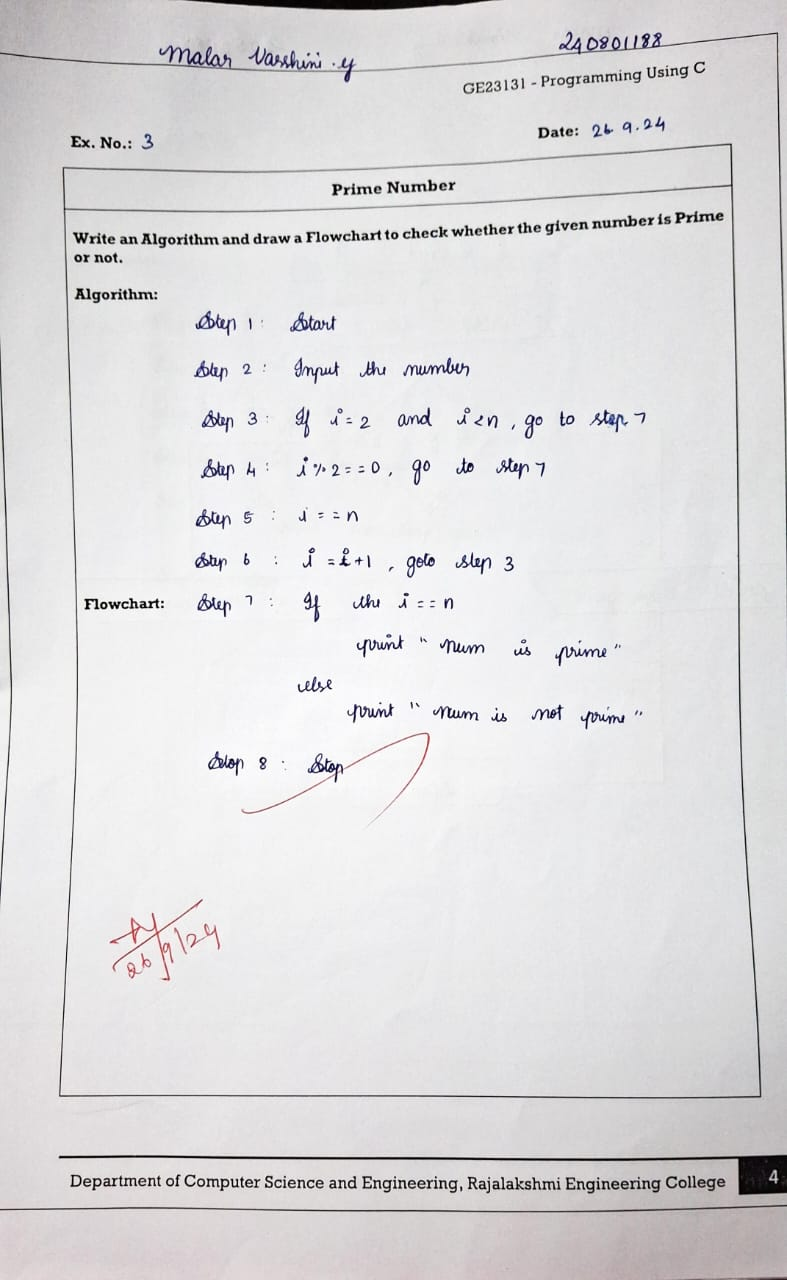 Malar Varshini .y
240801188
GE23131 - Programming Using C
Ex. No.: 3
Date: 26.9.24
Prime Number
Write an Algorithm and draw a Flowchart to check whether the given number is Prime
or not.
Algorithm:
Step 1: Start
Step 2: Input the number
Step 3: If i=2 and i<n, go to step 7
Step 4: i%2==0, go to step 7
Step 5: i==n
Step 6: i=i+1, goto step 3
Flowchart: Step 7: If the i==n
print "num is prime"
else
print "num is not prime"
Stop 8: Stop
26/9/24
Department of Computer Science and Engineering, Rajalakshmi Engineering College
4